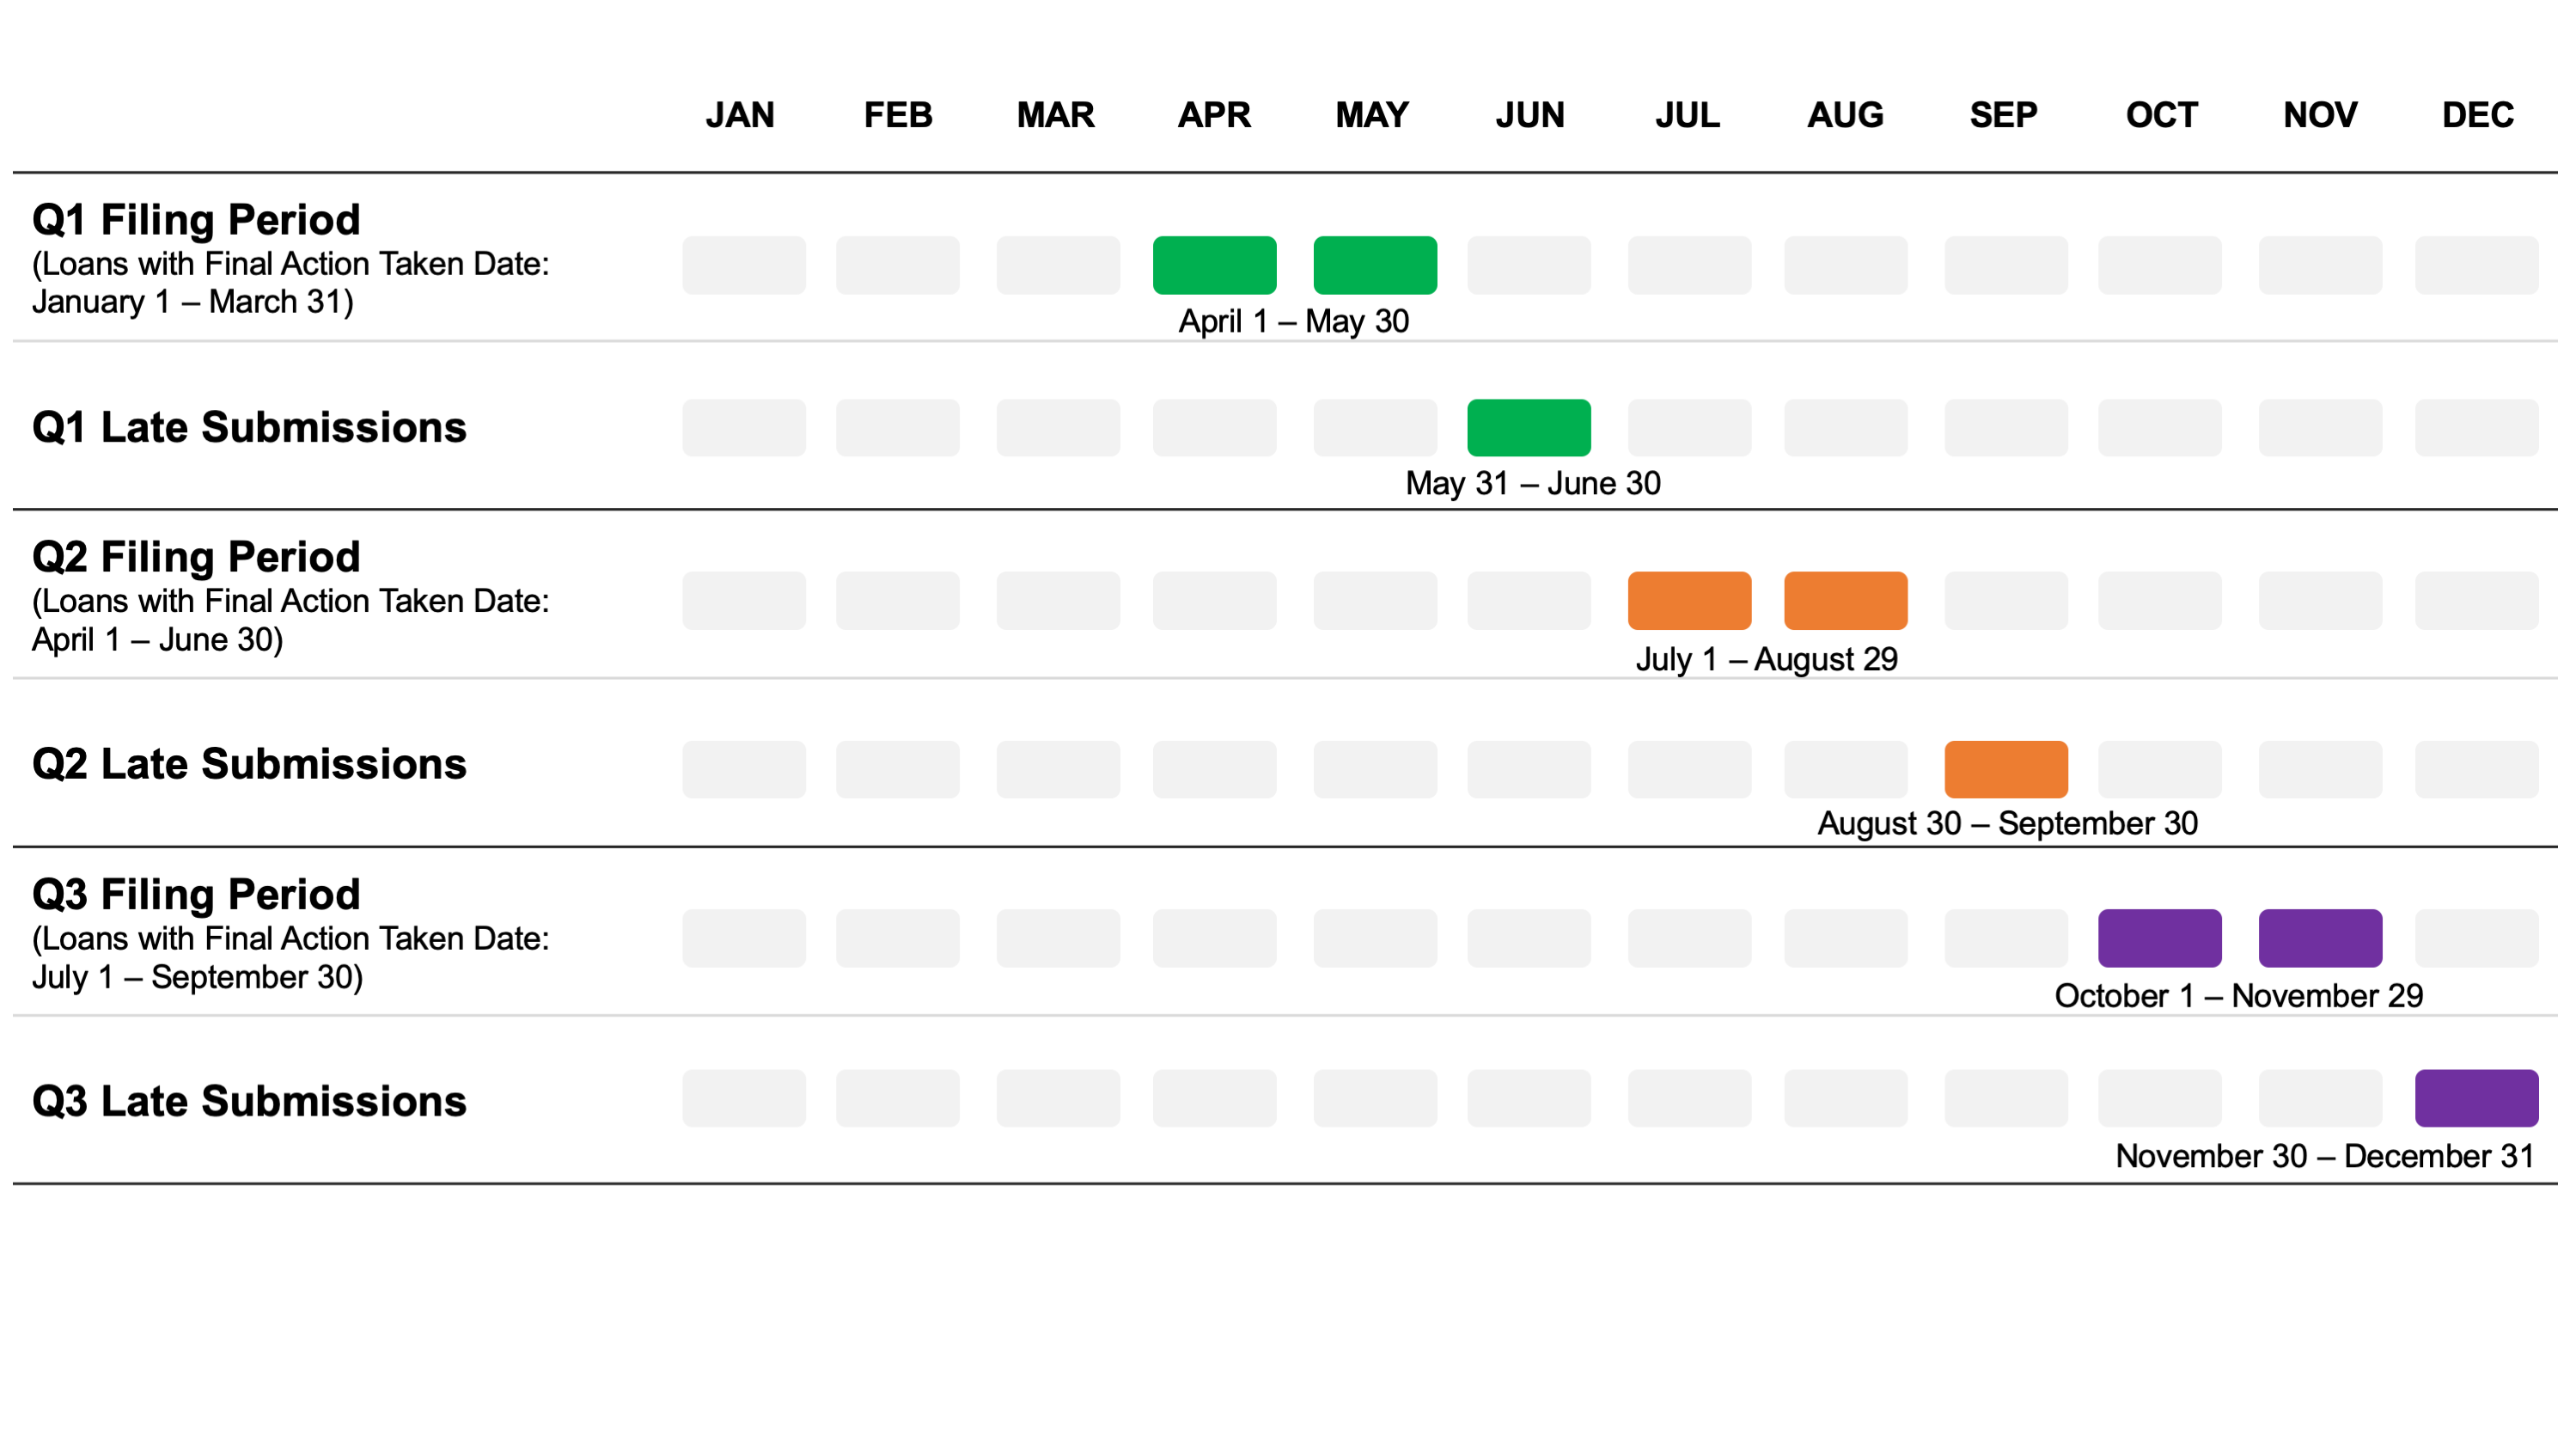 JAN FEB MAR APR MAY JUN JUL AUG SEP OCT NOV DEC
Q1 Filing Period
(Loans with Final Action Taken Date:
January 1 – March 31)
April 1 – May 30
Q1 Late Submissions
May 31 – June 30
Q2 Filing Period
(Loans with Final Action Taken Date:
April 1 – June 30)
July 1 – August 29
Q2 Late Submissions
August 30 – September 30
Q3 Filing Period
(Loans with Final Action Taken Date:
July 1 – September 30)
October 1 – November 29
Q3 Late Submissions
November 30 – December 31